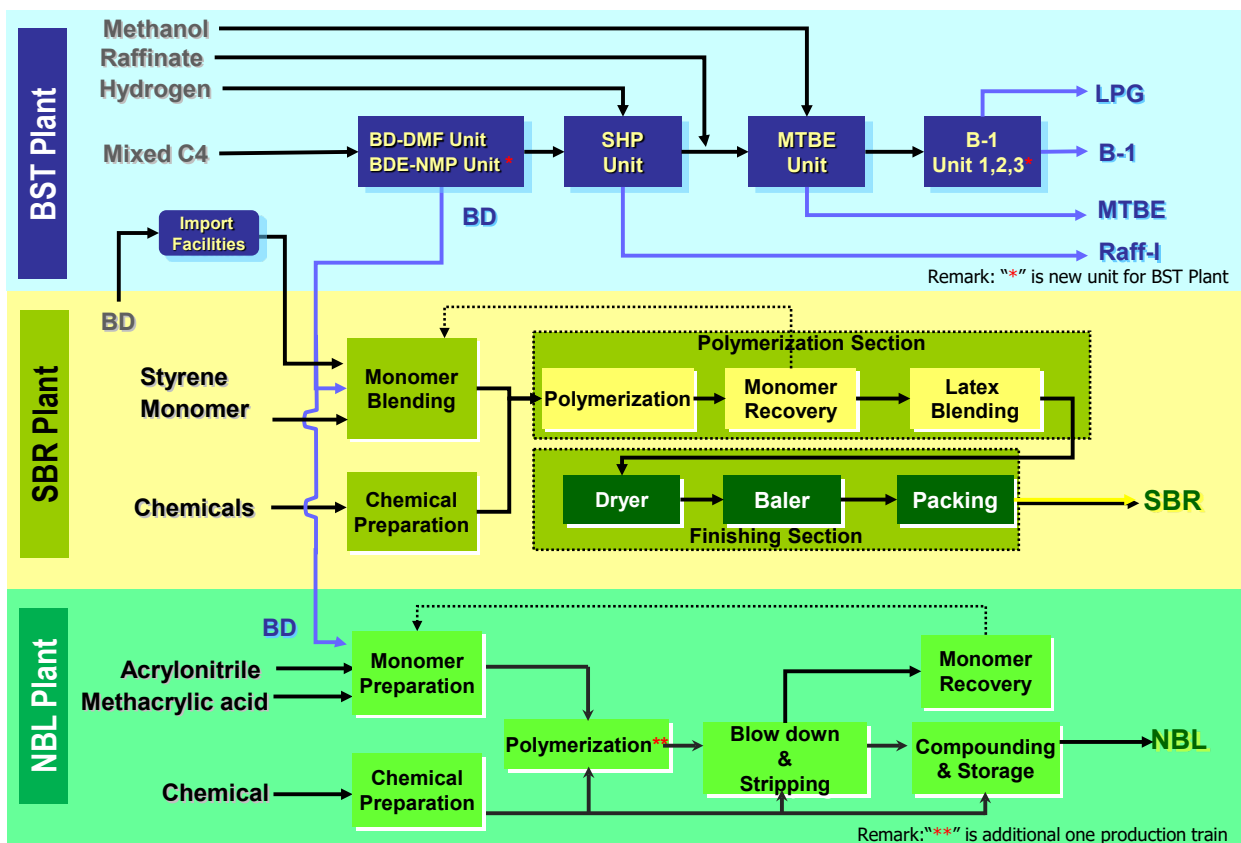 BST Plant
Methanol
Raffinate
Hydrogen
Mixed C4
BD-DMF Unit
BDE-NMP Unit *
SHP
Unit
MTBE
Unit
B-1
Unit 1,2,3*
LPG
B-1
MTBE
Raff-I
BD
Import
Facilities
Remark: “*” is new unit for BST Plant
SBR Plant
BD
Styrene
Monomer
Monomer
Blending
Polymerization Section
Polymerization
Monomer
Recovery
Latex
Blending
Chemicals
Chemical
Preparation
Dryer
Baler
Packing
SBR
Finishing Section
NBL Plant
BD
Acrylonitrile
Methacrylic acid
Monomer
Preparation
Monomer
Recovery
Polymerization**
Blow down
&
Stripping
Compounding
& Storage
NBL
Chemical
Chemical
Preparation
Remark:“**” is additional one production train